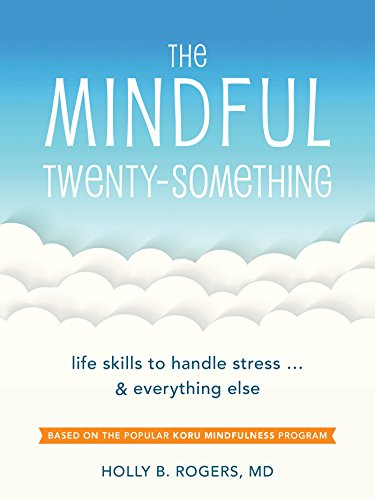 THE
MINDFUL
TWENTY-SOMETHING
life skills to handle stress ...
& everything else
BASED ON THE POPULAR KORU MINDFULNESS PROGRAM
HOLLY B. ROGERS, MD